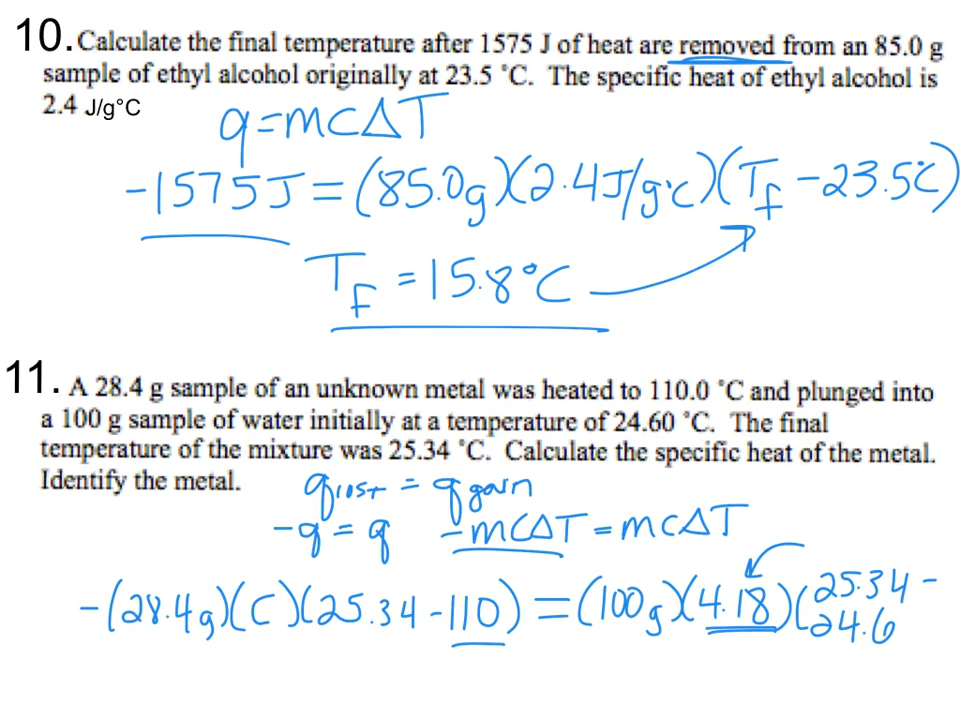 10. Calculate the final temperature after 1575 J of heat are removed from an 85.0 g
sample of ethyl alcohol originally at 23.5 °C. The specific heat of ethyl alcohol is
2.4 J/g°C
q=mCΔT
-1575J=(85.0g)(2.4J/g°C)(TF-23.5°C)
TF=15.8°C
11. A 28.4 g sample of an unknown metal was heated to 110.0 °C and plunged into
a 100 g sample of water initially at a temperature of 24.60 °C. The final
temperature of the mixture was 25.34 °C. Calculate the specific heat of the metal.
Identify the metal.
qlost = qgain
-q = q -mCΔT = mCΔT
-(28.4g)(C)(25.34-110)=(100g)(4.18)(25.34-
24.6